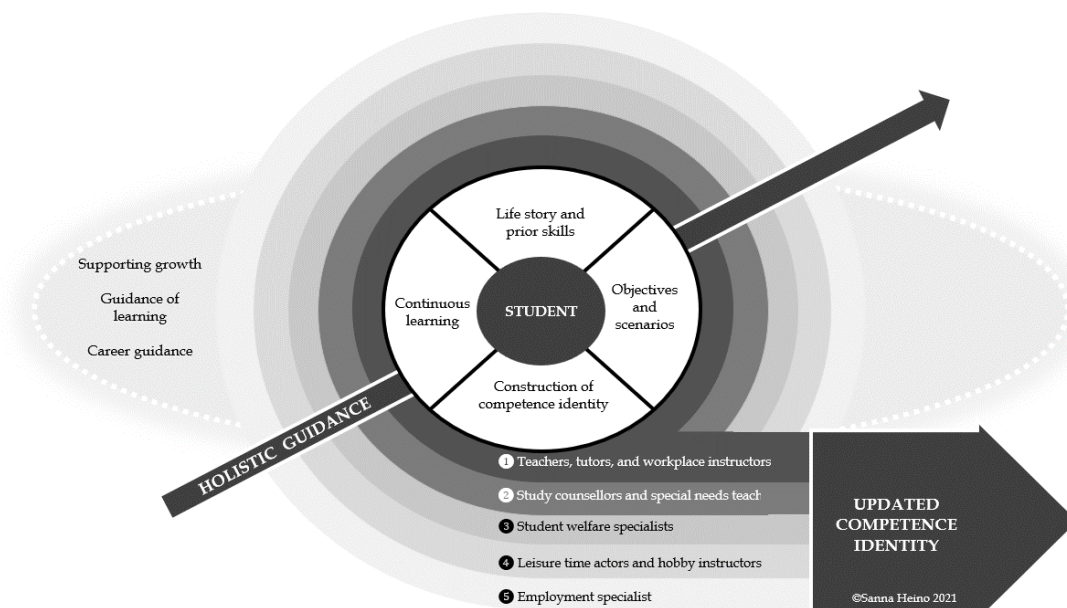 Supporting growth
Guidance of
learning
Career guidance
Life story and
prior skills
Continuous
learning
STUDENT
Objectives
and
scenarios
Construction of
competence identity
HOLISTIC GUIDANCE
1 Teachers, tutors, and workplace instructors
2 Study counsellors and special needs teach
3 Student welfare specialists
4 Leisure time actors and hobby instructors
5 Employment specialist
UPDATED
COMPETENCE
IDENTITY
©Sanna Heino 2021